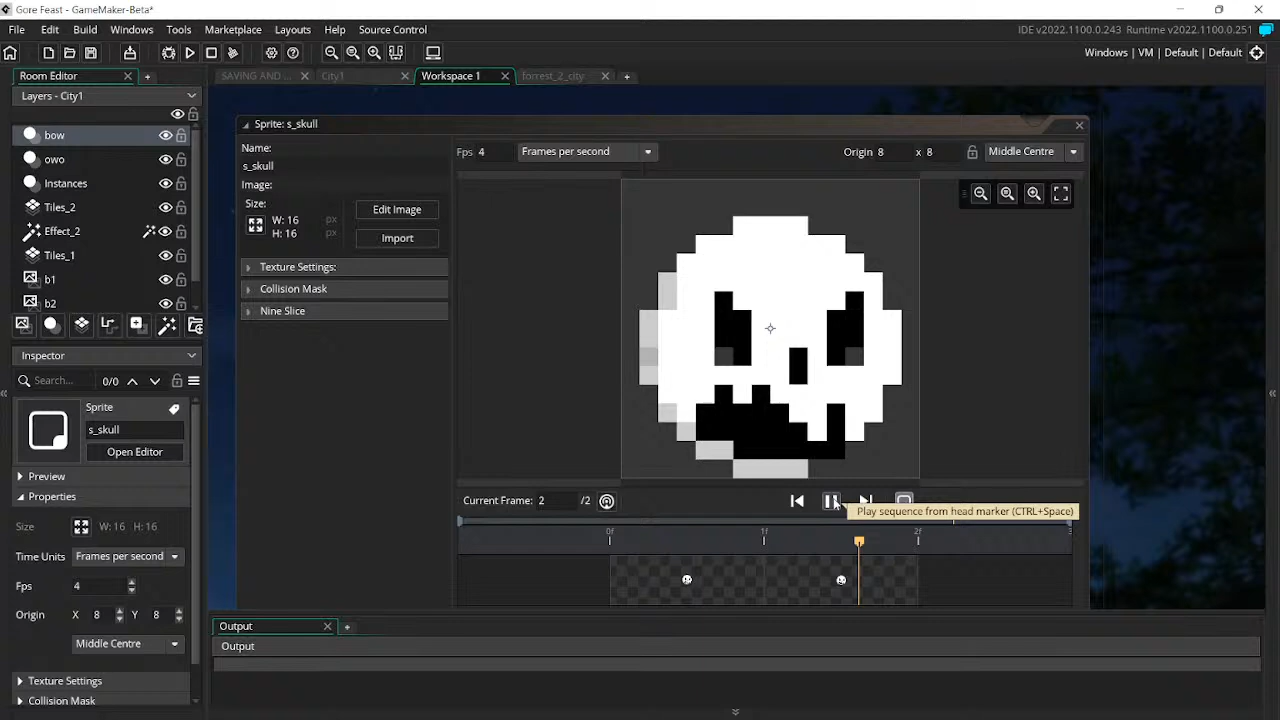 Gore Feast - GameMaker-Beta*
File Edit Build Windows Tools Marketplace Layouts Help Source Control
IDE v2022.1100.0.243 Runtime v2022.1100.0.251
Windows | VM | Default | Default
Room Editor
SAVING AND ... City1 Workspace 1 forrest_2_city
Layers - City1
bow
owo
Instances
Tiles_2
Effect_2
Tiles_1
b1
b2
Inspector
Search... 0/0
Sprite
s_skull
Open Editor
Preview
Properties
Size W: 16 H: 16
Time Units Frames per second
Fps 4
Origin X 8 Y 8
Middle Centre
Texture Settings
Collision Mask
Sprite: s_skull
Name:
s_skull
Image:
Size:
W: 16 px
H: 16 px
Edit Image
Import
Texture Settings:
Collision Mask
Nine Slice
Fps 4 Frames per second Origin 8 x 8 Middle Centre
Current Frame: 2 /2
Play sequence from head marker (CTRL+Space)
0f 1f 2f 3
Output
Output